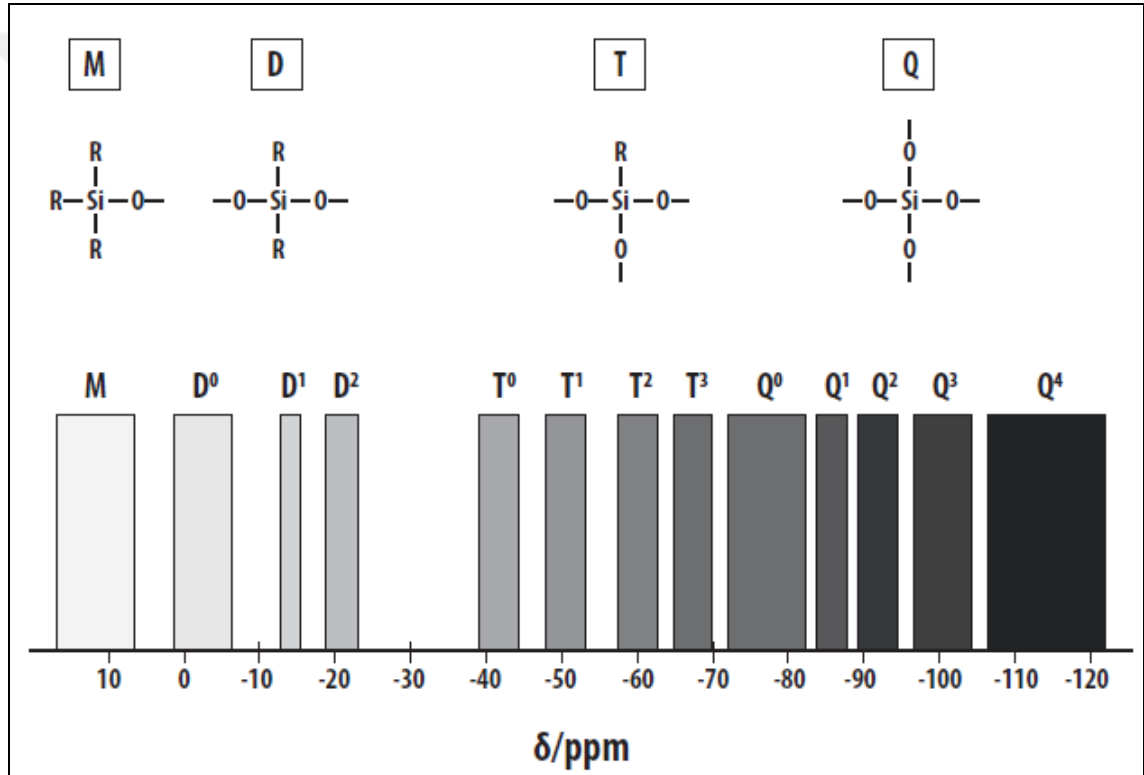 M D T Q
R R R O
R—Si—O— —O—Si—O— —O—Si—O— —O—Si—O—
R R O O
M D⁰ D¹ D² T⁰ T¹ T² T³ Q⁰ Q¹ Q² Q³ Q⁴
10 0 -10 -20 -30 -40 -50 -60 -70 -80 -90 -100 -110 -120
δ/ppm